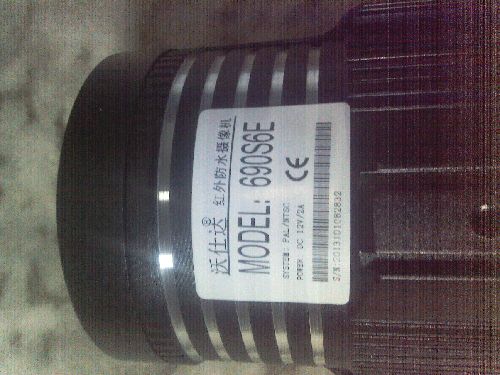 沃仕达® 红外防水摄像机
MODEL: 690S6E
SYSTEM: PAL/NTSC
POWER: DC 12V/2A
CE
S/N:2013101082832